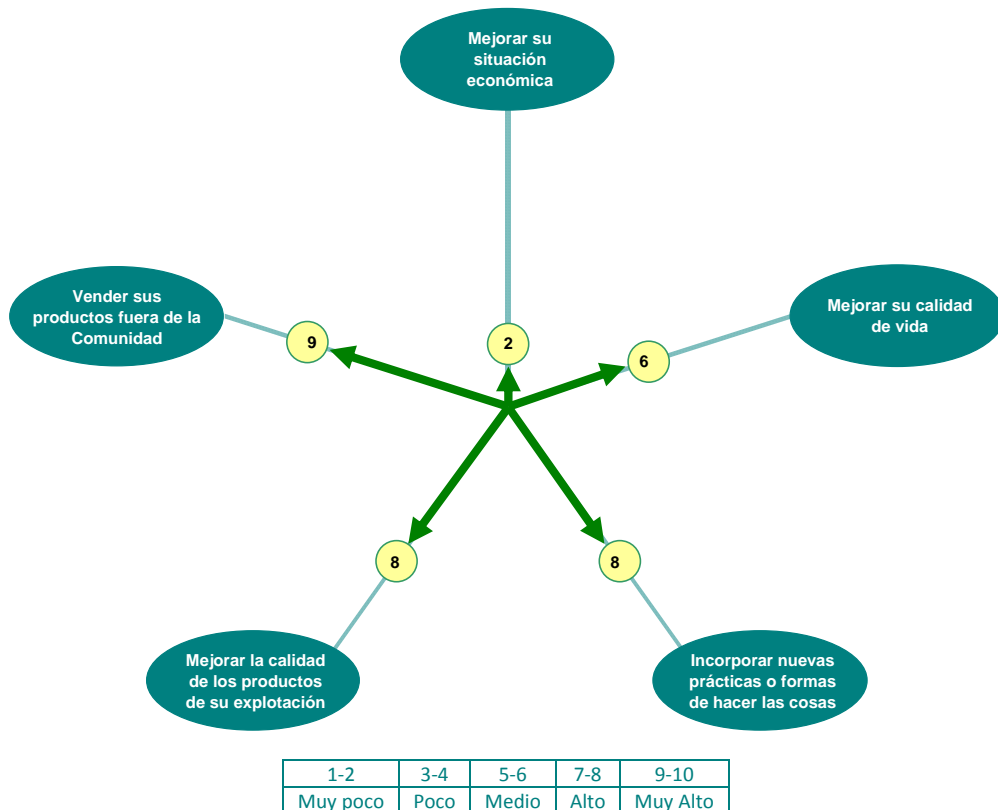 Mejorar su
situación
económica
Vender sus
productos fuera de la
Comunidad
Mejorar su calidad
de vida
9
2
6
8
8
Mejorar la calidad
de los productos
de su explotación
Incorporar nuevas
prácticas o formas
de hacer las cosas
1-2 3-4 5-6 7-8 9-10
Muy poco Poco Medio Alto Muy Alto